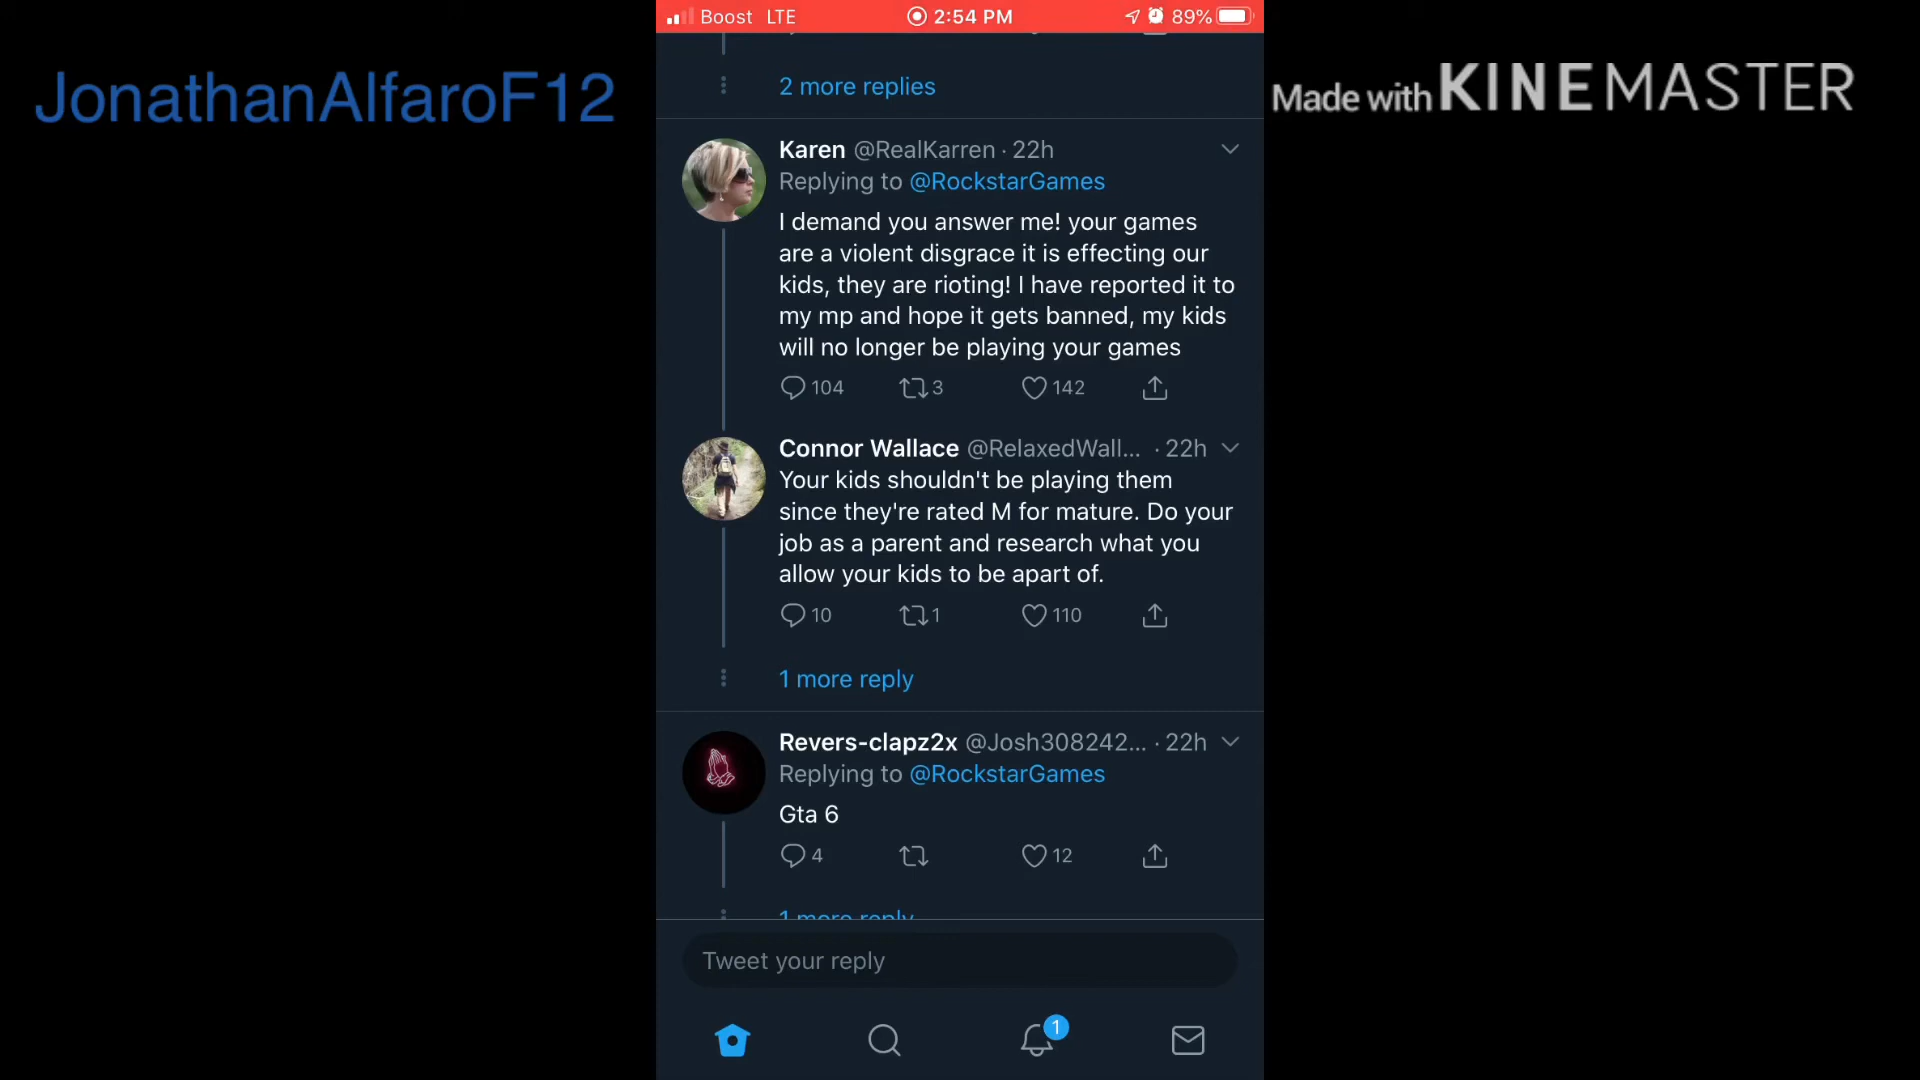 Boost LTE 2:54 PM 89%
JonathanAlfaroF12
Made with KINEMASTER
2 more replies
Karen @RealKarren · 22h
Replying to @RockstarGames
I demand you answer me! your games
are a violent disgrace it is effecting our
kids, they are rioting! I have reported it to
my mp and hope it gets banned, my kids
will no longer be playing your games
104 3 142
Connor Wallace @RelaxedWall... · 22h
Your kids shouldn't be playing them
since they're rated M for mature. Do your
job as a parent and research what you
allow your kids to be apart of.
10 1 110
1 more reply
Revers-clapz2x @Josh308242... · 22h
Replying to @RockstarGames
Gta 6
4 12
1 more reply
Tweet your reply
1